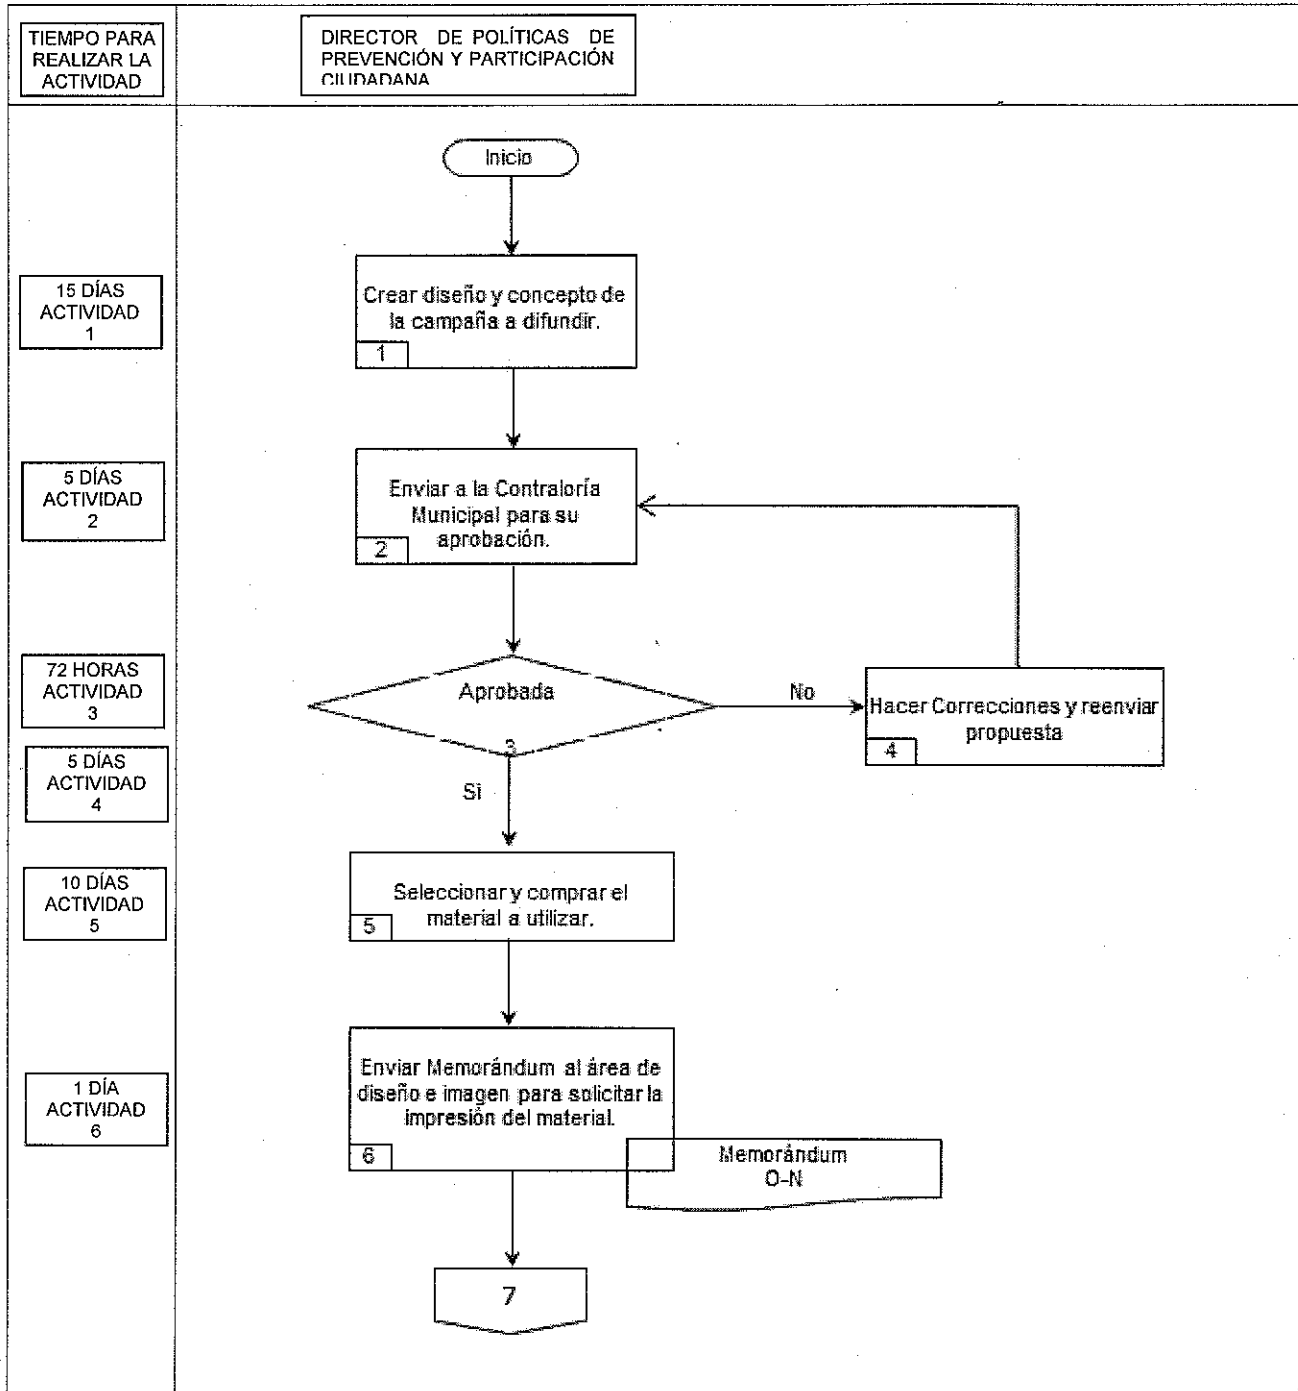 TIEMPO PARA
REALIZAR LA
ACTIVIDAD
DIRECTOR DE POLÍTICAS DE
PREVENCIÓN Y PARTICIPACIÓN
CIUDADANA
Inicio
15 DÍAS
ACTIVIDAD
1
Crear diseño y concepto de
la campaña a difundir.
1
5 DÍAS
ACTIVIDAD
2
Enviar a la Contraloría
Municipal para su
aprobación.
2
72 HORAS
ACTIVIDAD
3
Aprobada
3
No
Hacer Correcciones y reenviar
propuesta
4
5 DÍAS
ACTIVIDAD
4
Si
10 DÍAS
ACTIVIDAD
5
Seleccionar y comprar el
material a utilizar.
5
1 DÍA
ACTIVIDAD
6
Enviar Memorándum al área de
diseño e imagen para solicitar la
impresión del material.
6
Memorándum
O-N
7